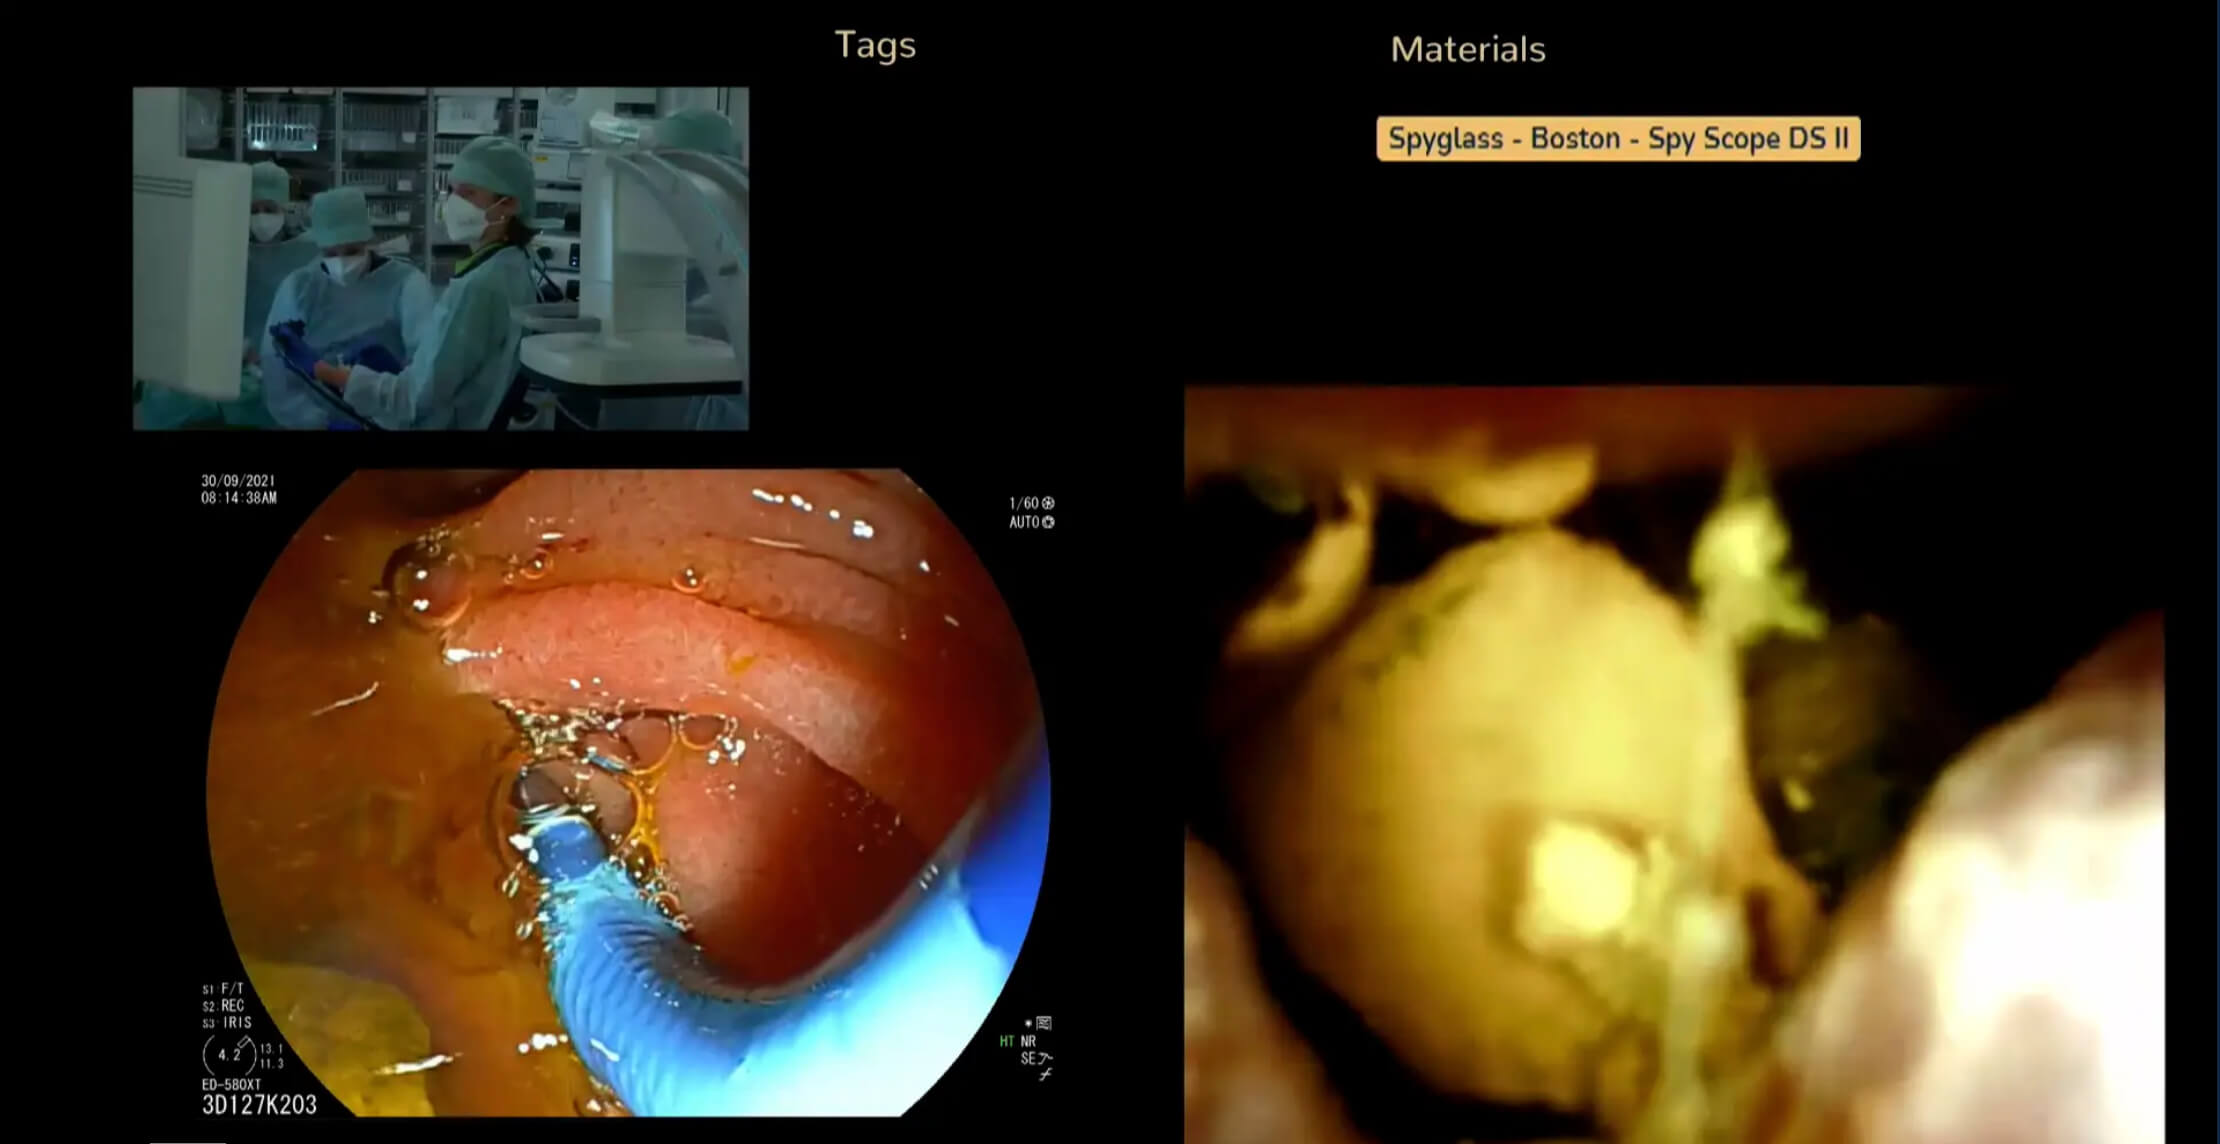 Tags
Materials
Spyglass - Boston - Spy Scope DS II
30/09/2021
08:14:38AM
1/60
AUTO
S1:F/T
S2:REC
S3:IRIS
4.2
13.1
11.3
ED-580XT
3D127K203
HT NR
SE